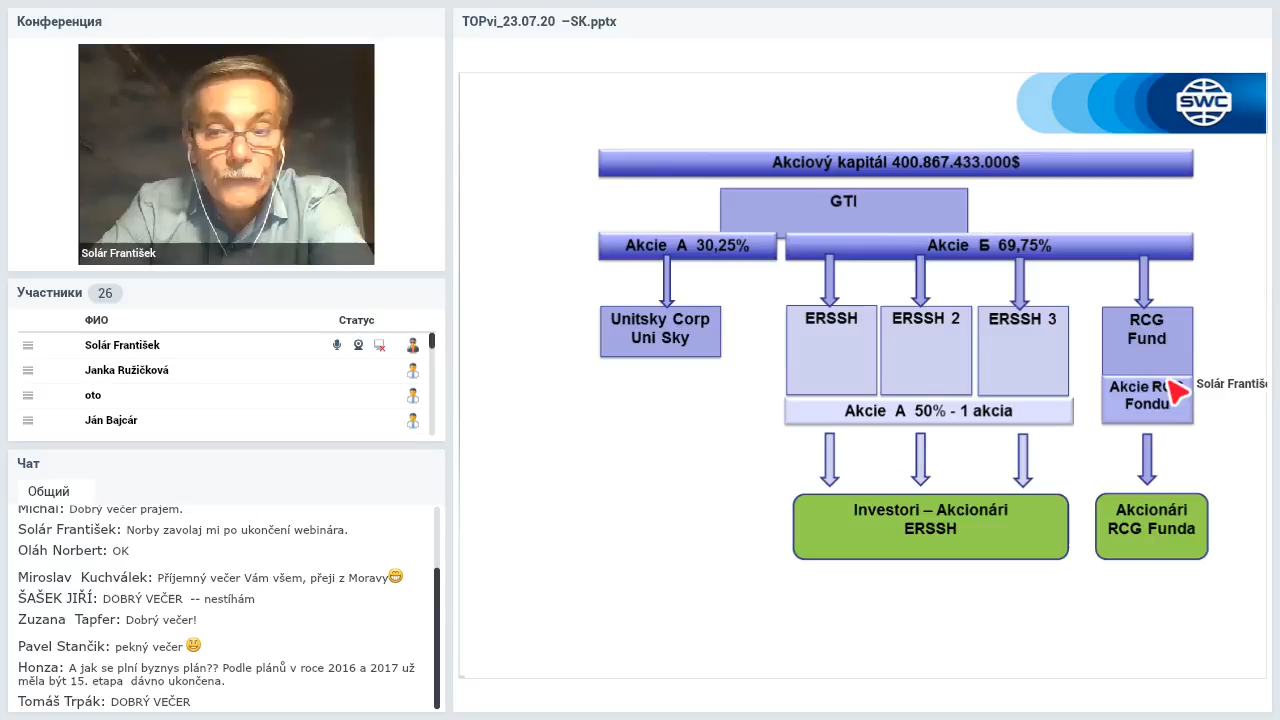 Конференция
Solár František
Участники 26
ФИО Статус
Solár František
Janka Ružičková
oto
Ján Bajcár
Чат
Общий
Michal: Dobrý večer prajem.
Solár František: Norby zavolaj mi po ukončení webinára.
Oláh Norbert: OK
Miroslav Kuchválek: Příjemný večer Vám všem, přeji z Moravy
ŠAŠEK JIŘÍ: DOBRÝ VEČER -- nestíhám
Zuzana Tapfer: Dobrý večer!
Pavel Stančik: pekný večer
Honza: A jak se plní byznys plán?? Podle plánů v roce 2016 a 2017 už
měla být 15. etapa dávno ukončena.
Tomáš Trpák: DOBRÝ VEČER
TOPvi_23.07.20 –SK.pptx
SWC
Akciový kapitál 400.867.433.000$
GTI
Akcie A 30,25%
Akcie Б 69,75%
Unitsky Corp
Uni Sky
ERSSH
ERSSH 2
ERSSH 3
RCG
Fund
Akcie
Fondu
Solár
Akcie A 50% - 1 akcia
Investori – Akcionári
ERSSH
Akcionári
RCG Funda